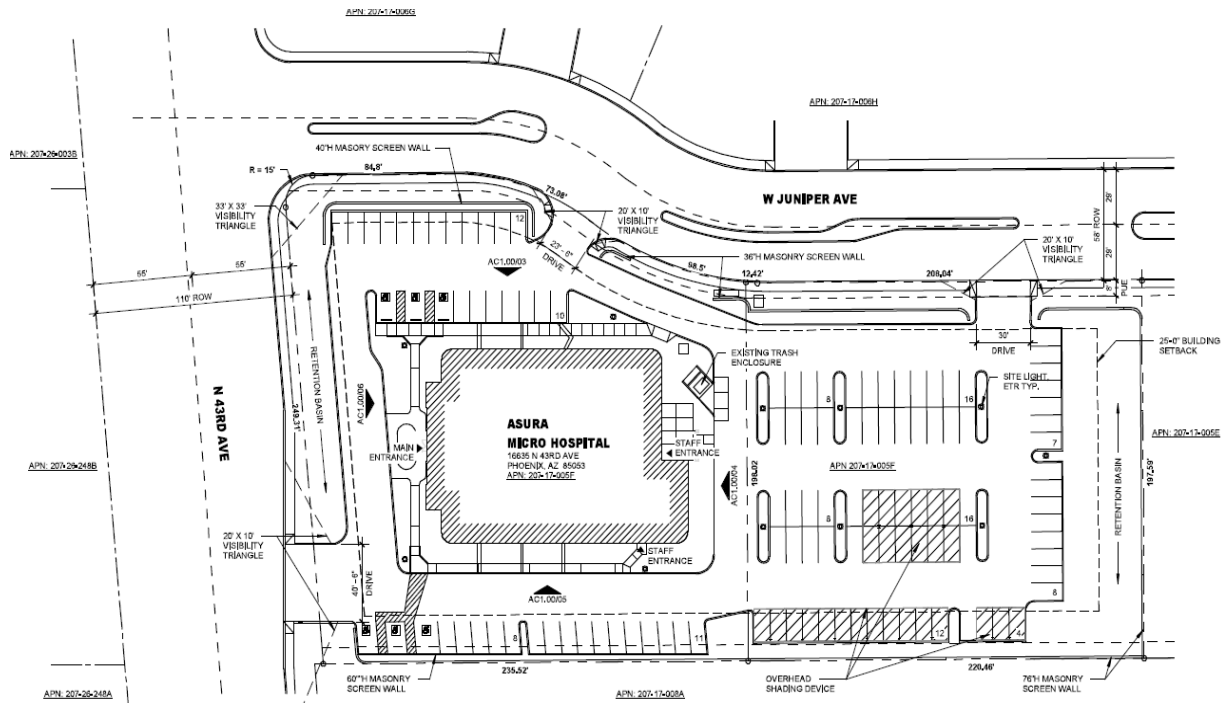 APN: 207-17-006G
APN: 207-17-006H
APN: 207-26-003B
40"H MASORY SCREEN WALL
84.8'
R = 15'
73.08'
W JUNIPER AVE
33' X 33'
VISIBILITY
TRIANGLE
12
20' X 10'
VISIBILITY
TRIANGLE
29'
58' ROW
29'
8'
PUE
23' - 6"
DRIVE
36"H MASONRY SCREEN WALL
20' X 10'
VISIBILITY
TRIANGLE
AC1.00/03
98.5'
12.42'
208.04'
55'
55'
110' ROW
10
30'
DRIVE
25'-0" BUILDING
SETBACK
EXISTING TRASH
ENCLOSURE
SITE LIGHT,
ETR TYP.
RETENTION BASIN
249.31'
N 43RD AVE
AC1.00/06
8
16
ASURA
MICRO HOSPITAL
16635 N 43RD AVE
PHOENIX, AZ 85053
APN: 207-17-005F
MAIN
ENTRANCE
STAFF
ENTRANCE
7
APN: 207-17-005E
APN: 207-26-248B
AC1.00/04
198.02
APN 207-17-005F
RETENTION BASIN
197.59'
8
16
20' X 10'
VISIBILITY
TRIANGLE
STAFF
ENTRANCE
40' - 6"
DRIVE
AC1.00/05
8
8
11
12
4
60"H MASONRY
SCREEN WALL
235.52'
220.46'
OVERHEAD
SHADING DEVICE
76"H MASONRY
SCREEN WALL
APN: 207-26-248A
APN: 207-17-008A